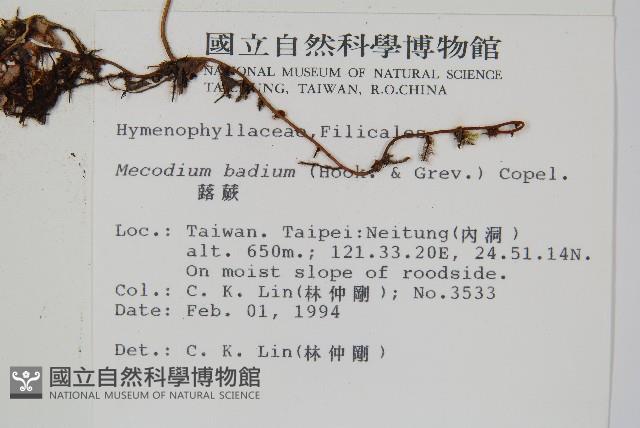 國立自然科學博物館
NATIONAL MUSEUM OF NATURAL SCIENCE
TAICHUNG, TAIWAN, R.O.CHINA
Hymenophyllaceae, Filicales
Mecodium badium (Hook. & Grev.) Copel.
蕗蕨
Loc.: Taiwan. Taipei:Neitung(內洞)
alt. 650m.; 121.33.20E, 24.51.14N.
On moist slope of roodside.
Col.: C. K. Lin(林仲剛); No.3533
Date: Feb. 01, 1994
Det.: C. K. Lin(林仲剛)
國立自然科學博物館
NATIONAL MUSEUM OF NATURAL SCIENCE